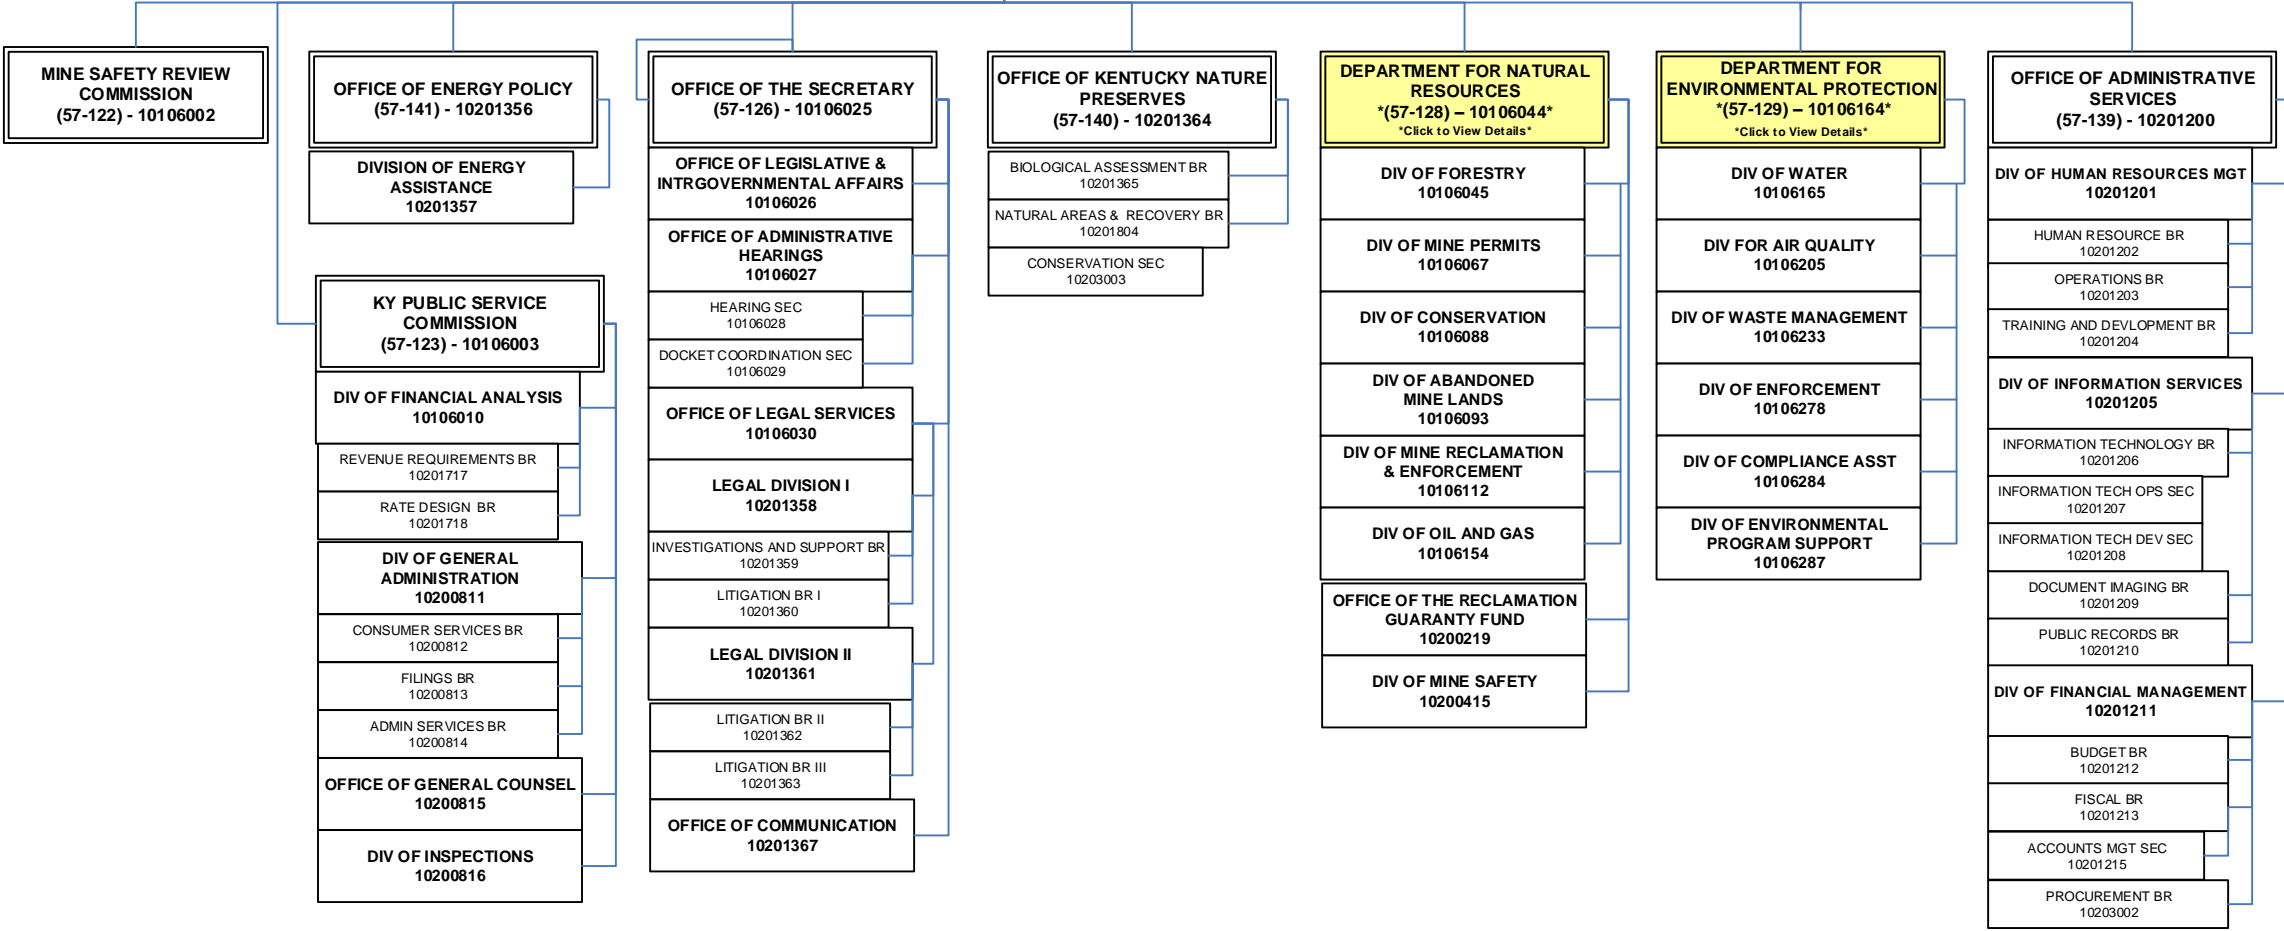 MINE SAFETY REVIEW
COMMISSION
(57-122) - 10106002
OFFICE OF ENERGY POLICY
(57-141) - 10201356
DIVISION OF ENERGY
ASSISTANCE
10201357
KY PUBLIC SERVICE
COMMISSION
(57-123) - 10106003
DIV OF FINANCIAL ANALYSIS
10106010
REVENUE REQUIREMENTS BR
10201717
RATE DESIGN BR
10201718
DIV OF GENERAL
ADMINISTRATION
10200811
CONSUMER SERVICES BR
10200812
FILINGS BR
10200813
ADMIN SERVICES BR
10200814
OFFICE OF GENERAL COUNSEL
10200815
DIV OF INSPECTIONS
10200816
OFFICE OF THE SECRETARY
(57-126) - 10106025
OFFICE OF LEGISLATIVE &
INTRGOVERNMENTAL AFFAIRS
10106026
OFFICE OF ADMINISTRATIVE
HEARINGS
10106027
HEARING SEC
10106028
DOCKET COORDINATION SEC
10106029
OFFICE OF LEGAL SERVICES
10106030
LEGAL DIVISION I
10201358
INVESTIGATIONS AND SUPPORT BR
10201359
LITIGATION BR I
10201360
LEGAL DIVISION II
10201361
LITIGATION BR II
10201362
LITIGATION BR III
10201363
OFFICE OF COMMUNICATION
10201367
OFFICE OF KENTUCKY NATURE
PRESERVES
(57-140) - 10201364
BIOLOGICAL ASSESSMENT BR
10201365
NATURAL AREAS & RECOVERY BR
10201804
CONSERVATION SEC
10203003
DEPARTMENT FOR NATURAL
RESOURCES
*(57-128) – 10106044*
*Click to View Details*
DIV OF FORESTRY
10106045
DIV OF MINE PERMITS
10106067
DIV OF CONSERVATION
10106088
DIV OF ABANDONED
MINE LANDS
10106093
DIV OF MINE RECLAMATION
& ENFORCEMENT
10106112
DIV OF OIL AND GAS
10106154
OFFICE OF THE RECLAMATION
GUARANTY FUND
10200219
DIV OF MINE SAFETY
10200415
DEPARTMENT FOR
ENVIRONMENTAL PROTECTION
*(57-129) – 10106164*
*Click to View Details*
DIV OF WATER
10106165
DIV FOR AIR QUALITY
10106205
DIV OF WASTE MANAGEMENT
10106233
DIV OF ENFORCEMENT
10106278
DIV OF COMPLIANCE ASST
10106284
DIV OF ENVIRONMENTAL
PROGRAM SUPPORT
10106287
OFFICE OF ADMINISTRATIVE
SERVICES
(57-139) - 10201200
DIV OF HUMAN RESOURCES MGT
10201201
HUMAN RESOURCE BR
10201202
OPERATIONS BR
10201203
TRAINING AND DEVLOPMENT BR
10201204
DIV OF INFORMATION SERVICES
10201205
INFORMATION TECHNOLOGY BR
10201206
INFORMATION TECH OPS SEC
10201207
INFORMATION TECH DEV SEC
10201208
DOCUMENT IMAGING BR
10201209
PUBLIC RECORDS BR
10201210
DIV OF FINANCIAL MANAGEMENT
10201211
BUDGET BR
10201212
FISCAL BR
10201213
ACCOUNTS MGT SEC
10201215
PROCUREMENT BR
10203002